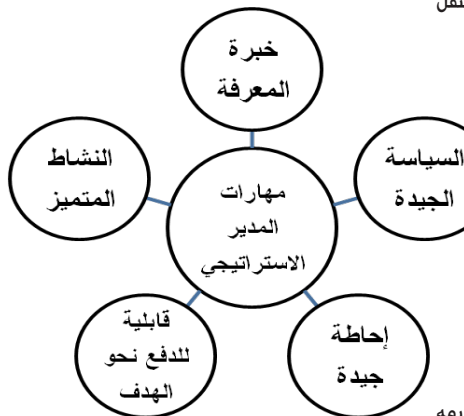 خبرة
المعرفة
السياسة
الجيدة
النشاط
المتميز
مهارات
المدير
الاستراتيجي
إحاطة
جيدة
قابلية
للدفع نحو
الهدف